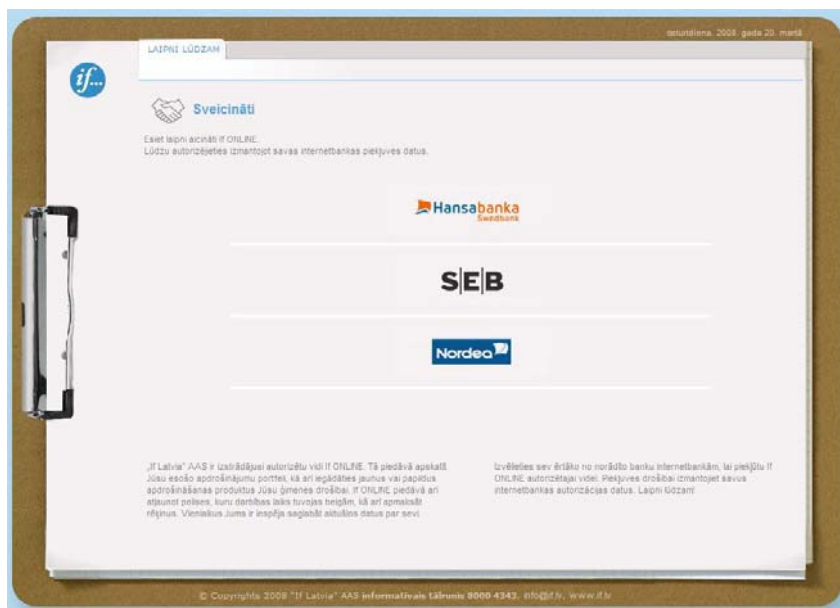 ceturtdiena, 2008. gada 20. martā
LAIPNI LŪDZAM
if...
Sveicināti
Esiet laipni aicināti If ONLINE.
Lūdzu autorizējeties izmantojot savas internetbankas piekļuves datus.
Hansabanka
Swedbank
S|E|B
Nordea
„If Latvia" AAS ir izstrādājusi autorizētu vidi If ONLINE. Tā piedāvā apskatīt
Jūsu esošo apdrošinājumu portfeli, kā arī iegādāties jaunus vai papildus
apdrošināšanas produktus Jūsu ģimenes drošībai. If ONLINE piedāvā arī
atjaunot polises, kuru darbības laiks tuvojas beigām, kā arī apmaksāt
rēķinus. Vienlaikus Jums ir iespēja saglabāt aktuālos datus par sevi.
Izvēlieties sev ērtāko no norādīto banku internetbankām, lai piekļūtu If
ONLINE autorizētajai videi. Piekļuves drošībai izmantojiet savus
internetbankas autorizācijas datus. Laipni lūdzam!
© Copyrights 2008 "If Latvia" AAS informatīvais tālrunis 8000 4343, info@if.lv, www.if.lv